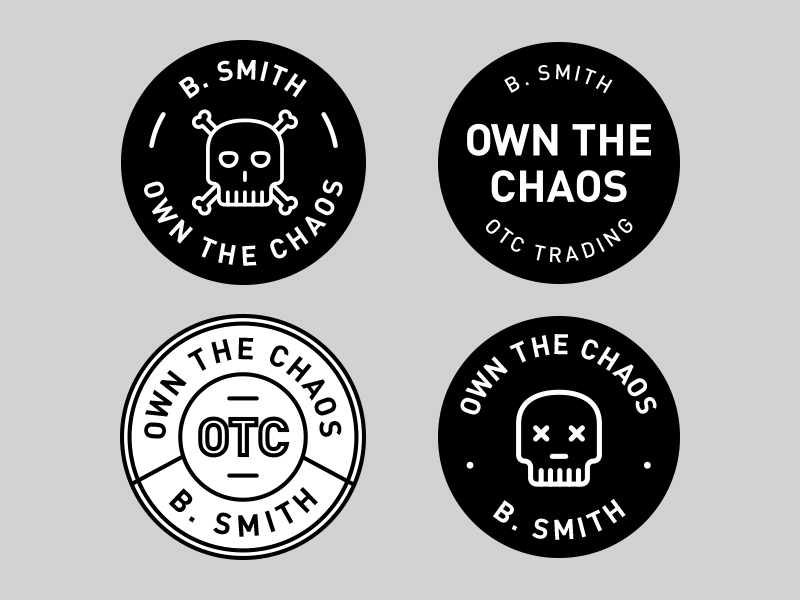 B. SMITH
OWN THE CHAOS
B. SMITH
OWN THE
CHAOS
OTC TRADING
OWN THE CHAOS
OTC
B. SMITH
OWN THE CHAOS
B. SMITH